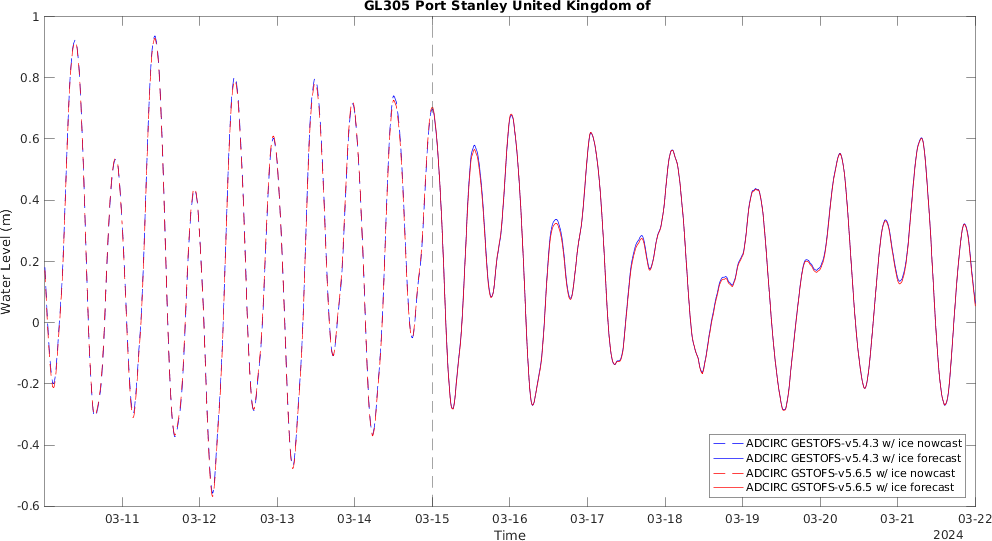 GL305 Port Stanley United Kingdom of
1
0.8
0.6
0.4
0.2
0
-0.2
-0.4
-0.6
Water Level (m)
ADCIRC GESTOFS-v5.4.3 w/ ice nowcast
ADCIRC GESTOFS-v5.4.3 w/ ice forecast
ADCIRC GSTOFS-v5.6.5 w/ ice nowcast
ADCIRC GSTOFS-v5.6.5 w/ ice forecast
03-11 03-12 03-13 03-14 03-15 03-16 03-17 03-18 03-19 03-20 03-21 03-22
Time
2024